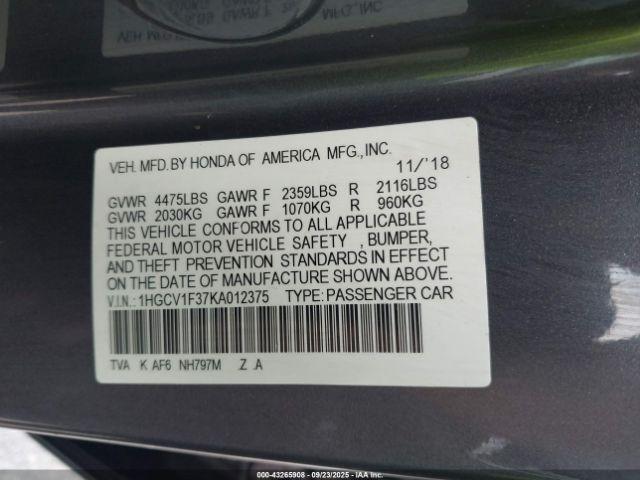 VEH. MFD. BY HONDA OF AMERICA MFG., INC.
11/'18
GVWR 4475LBS GAWR F 2359LBS R 2116LBS
GVWR 2030KG GAWR F 1070KG R 960KG
THIS VEHICLE CONFORMS TO ALL APPLICABLE
FEDERAL MOTOR VEHICLE SAFETY , BUMPER,
AND THEFT PREVENTION STANDARDS IN EFFECT
ON THE DATE OF MANUFACTURE SHOWN ABOVE.
V.I.N.: 1HGCV1F37KA012375 TYPE: PASSENGER CAR
TVA K AF6 NH797M .Z .A
000-43265908 - 09/23/2025 - IAAI.COM